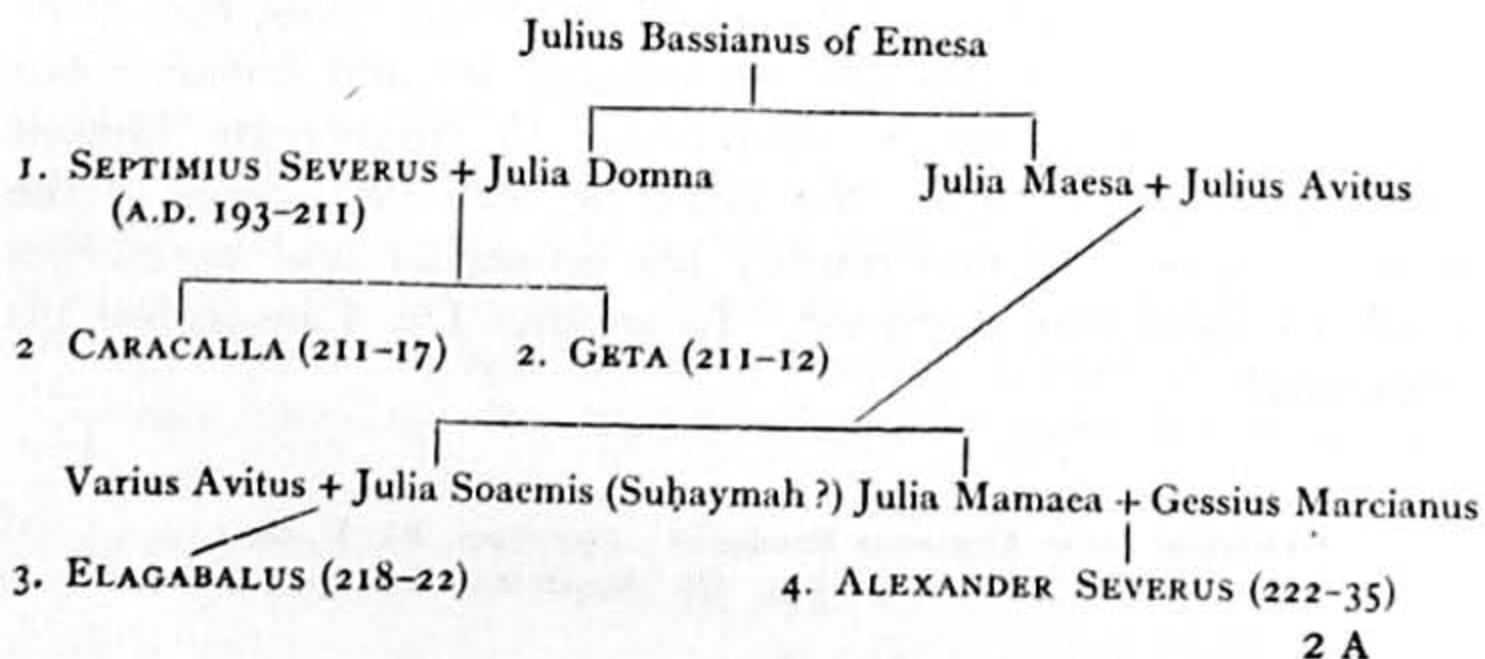 Julius Bassianus of Emesa
1. SEPTIMIUS SEVERUS + Julia Domna
Julia Maesa + Julius Avitus
(A.D. 193–211)
2 CARACALLA (211–17) 2. GETA (211–12)
Varius Avitus + Julia Soaemis (Suḥaymah ?) Julia Mamaea + Gessius Marcianus
3. ELAGABALUS (218–22) 4. ALEXANDER SEVERUS (222–35)
2 A